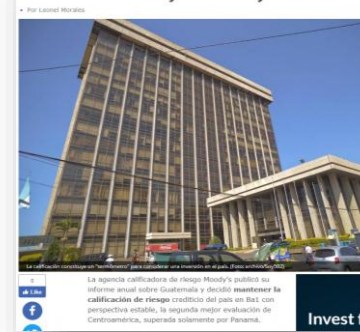 Por Leonel Morales
La calificación constituye un "termómetro" para considerar una inversión en el país. (Foto: archivo/
0
Like
La agencia calificadora de riesgo Moody's publicó su
informe anual sobre Guatemala y decidió mantener la
calificación de riesgo crediticio del país en Ba1 con
perspectiva estable, la segunda mejor evaluación de
Centroamérica, superada solamente por Panamá.
Invest